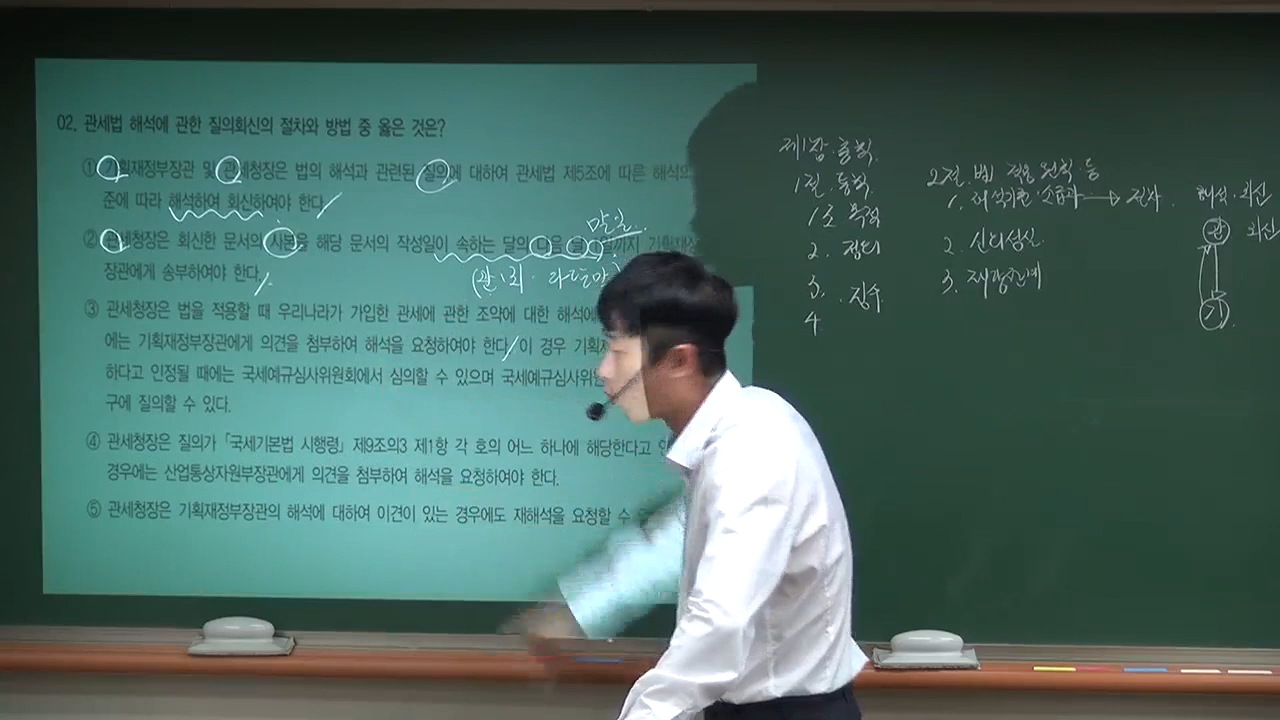 02. 관세법 해석에 관한 질의회신의 절차와 방법 중 옳은 것은?
① 기획재정부장관 및 관세청장은 법의 해석과 관련된 질의에 대하여 관세법 제5조에 따른 해석의
준에 따라 해석하여 회신하여야 한다.
말일.
② 관세청장은 회신한 문서의 사본을 해당 문서의 작성일이 속하는 달의 다음 달 까지 기획재정
장관에게 송부하여야 한다.
③ 관세청장은 법을 적용할 때 우리나라가 가입한 관세에 관한 조약에 대한 해석에
에는 기획재정부장관에게 의견을 첨부하여 해석을 요청하여야 한다. 이 경우 기획재
하다고 인정될 때에는 국세예규심사위원회에서 심의할 수 있으며 국세예규심사위원
구에 질의할 수 있다.
④ 관세청장은 질의가 「국세기본법 시행령」 제9조의3 제1항 각 호의 어느 하나에 해당한다고
경우에는 산업통상자원부장관에게 의견을 첨부하여 해석을 요청하여야 한다.
⑤ 관세청장은 기획재정부장관의 해석에 대하여 이견이 있는 경우에도 재해석을 요청할 수
제1장 총칙.
1절. 통칙.
1조 목적
2. 정의
3. . 징수
4
2절. 법 적용 원칙 등
1. 해석기준 소급과 → 전자.
2. 신의성실.
3. 재량한계
해석. 회신
관 회신
기.